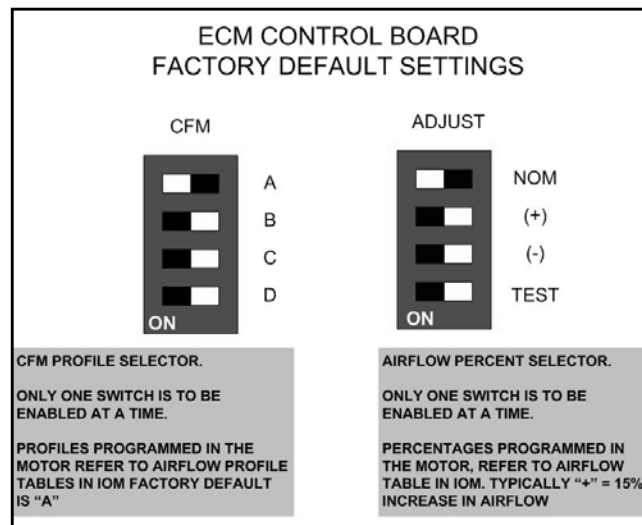 ECM CONTROL BOARD
FACTORY DEFAULT SETTINGS
CFM
A
B
C
D
ON
CFM PROFILE SELECTOR.
ONLY ONE SWITCH IS TO BE
ENABLED AT A TIME.
PROFILES PROGRAMMED IN THE
MOTOR REFER TO AIRFLOW PROFILE
TABLES IN IOM FACTORY DEFAULT
IS “A”
ADJUST
NOM
(+)
(-)
TEST
ON
AIRFLOW PERCENT SELECTOR.
ONLY ONE SWITCH IS TO BE
ENABLED AT A TIME.
PERCENTAGES PROGRAMMED IN
THE MOTOR, REFER TO AIRFLOW
TABLE IN IOM. TYPICALLY “+” = 15%
INCREASE IN AIRFLOW